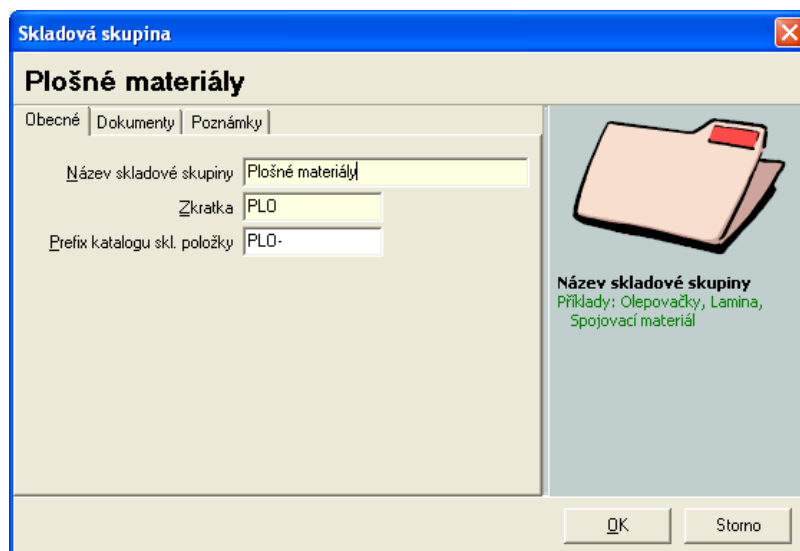 Skladová skupina
Plošné materiály
Obecné Dokumenty Poznámky
Název skladové skupiny Plošné materiály
Zkratka PLO
Prefix katalogu skl. položky PLO-
Název skladové skupiny
Příklady: Olepovačky, Lamina,
Spojovací materiál
OK Storno